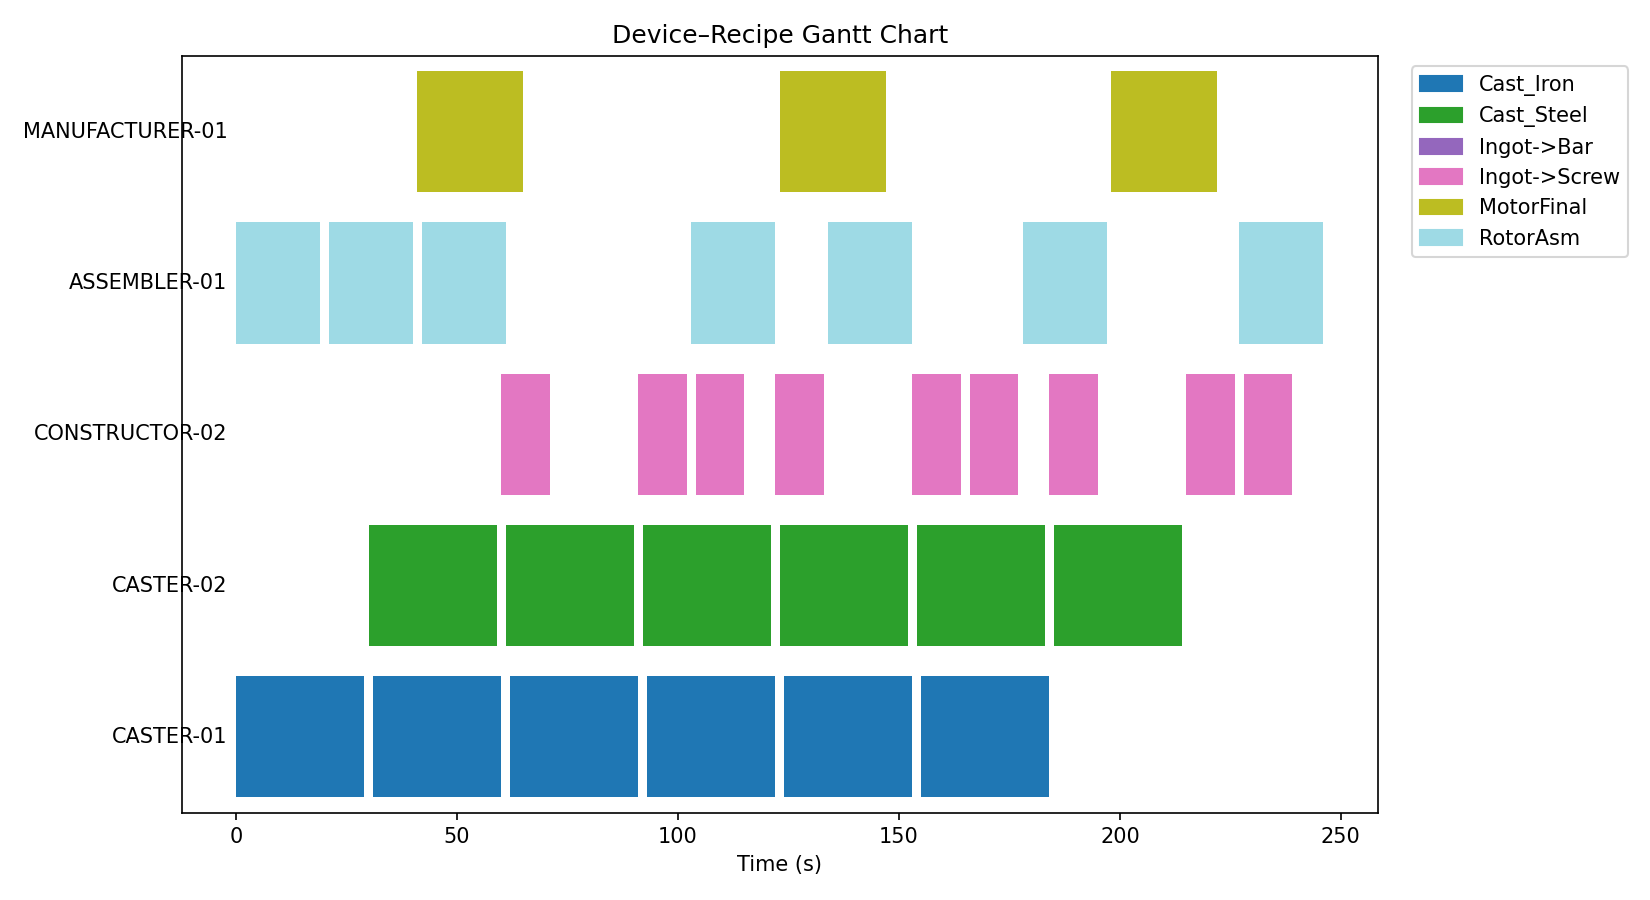 Device–Recipe Gantt Chart
MANUFACTURER-01
ASSEMBLER-01
CONSTRUCTOR-02
CASTER-02
CASTER-01
0 50 100 150 200 250
Time (s)
Cast_Iron
Cast_Steel
Ingot->Bar
Ingot->Screw
MotorFinal
RotorAsm